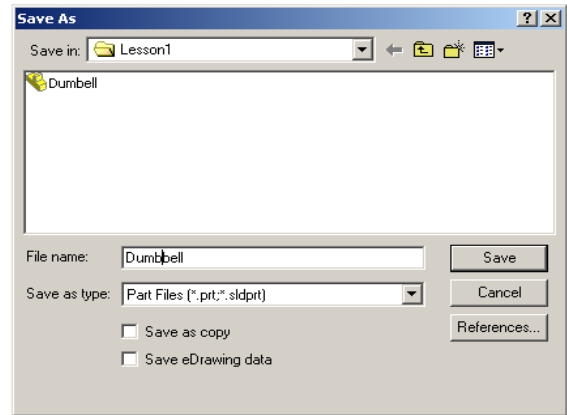 Save As
Save in: Lesson1
Dumbell
File name: Dumbbell Save
Save as type: Part Files (*.prt;*.sldprt) Cancel
Save as copy References...
Save eDrawing data